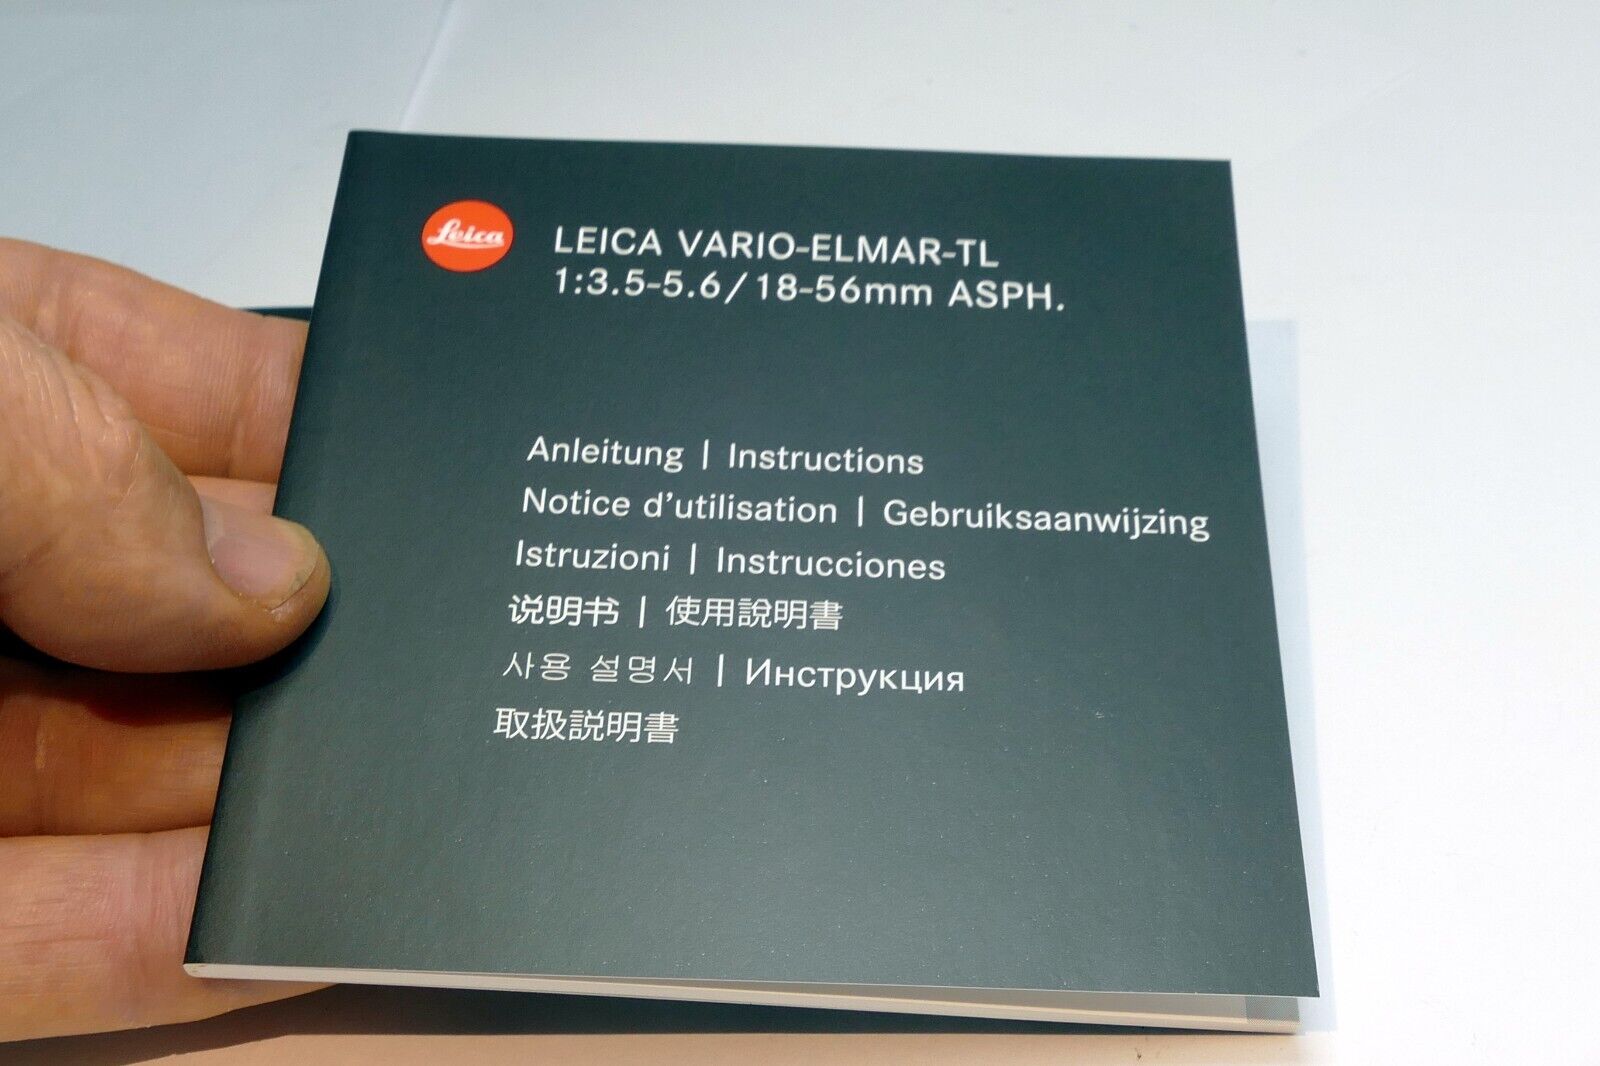 Leica
LEICA VARIO-ELMAR-TL
1:3.5-5.6/18-56mm ASPH.
Anleitung | Instructions
Notice d'utilisation | Gebruiksaanwijzing
Istruzioni | Instrucciones
说明书 | 使用說明書
사용 설명서 | Инструкция
取扱説明書